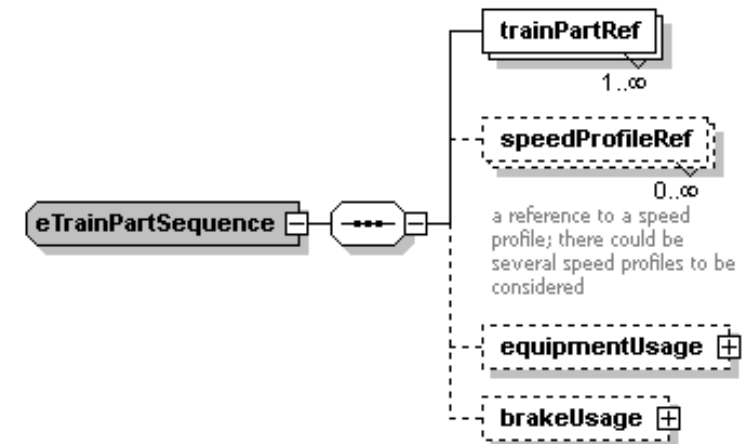 trainPartRef
1..∞
speedProfileRef
0..∞
a reference to a speed
profile; there could be
several speed profiles to be
considered
eTrainPartSequence
equipmentUsage
brakeUsage